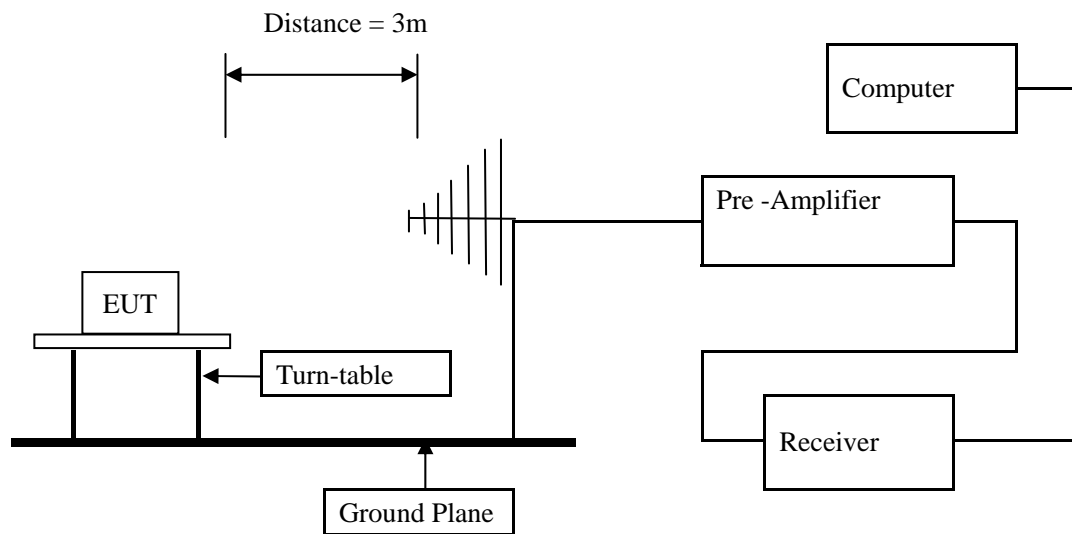 Distance = 3m
Computer
Pre -Amplifier
EUT
Turn-table
Receiver
Ground Plane